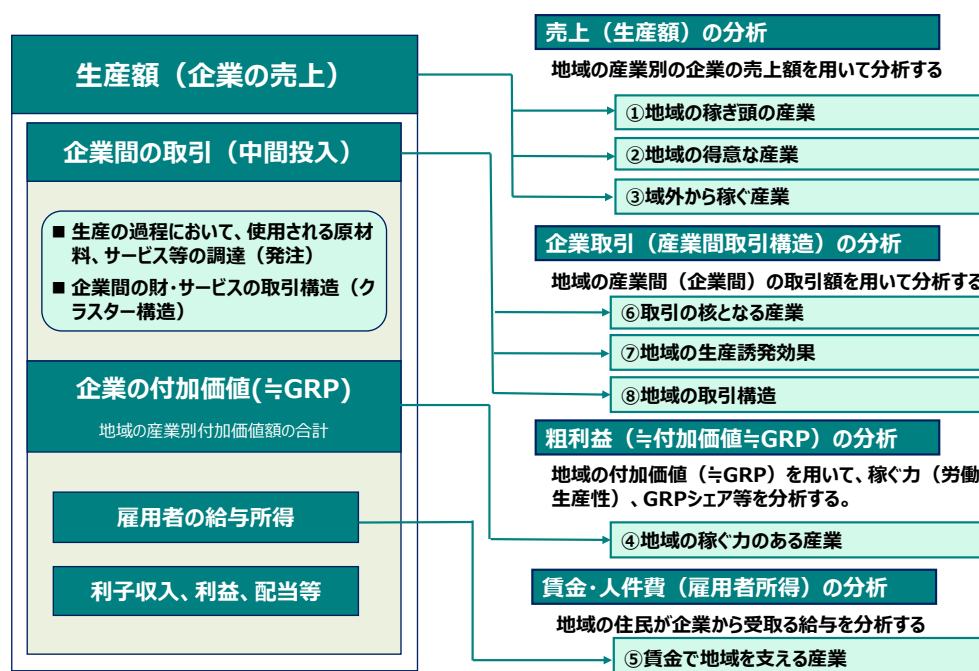 生産額（企業の売上）
企業間の取引（中間投入）
■ 生産の過程において、使用される原材
料、サービス等の調達（発注）
■ 企業間の財・サービスの取引構造（ク
ラスター構造）
企業の付加価値(≒GRP)
地域の産業別付加価値額の合計
雇用者の給与所得
利子収入、利益、配当等
売上（生産額）の分析
地域の産業別の企業の売上額を用いて分析する
①地域の稼ぎ頭の産業
②地域の得意な産業
③域外から稼ぐ産業
企業取引（産業間取引構造）の分析
地域の産業間（企業間）の取引額を用いて分析する
⑥取引の核となる産業
⑦地域の生産誘発効果
⑧地域の取引構造
粗利益（≒付加価値≒GRP）の分析
地域の付加価値（≒GRP）を用いて、稼ぐ力（労働
生産性）、GRPシェア等を分析する。
④地域の稼ぐ力のある産業
賃金・人件費（雇用者所得）の分析
地域の住民が企業から受取る給与を分析する
⑤賃金で地域を支える産業